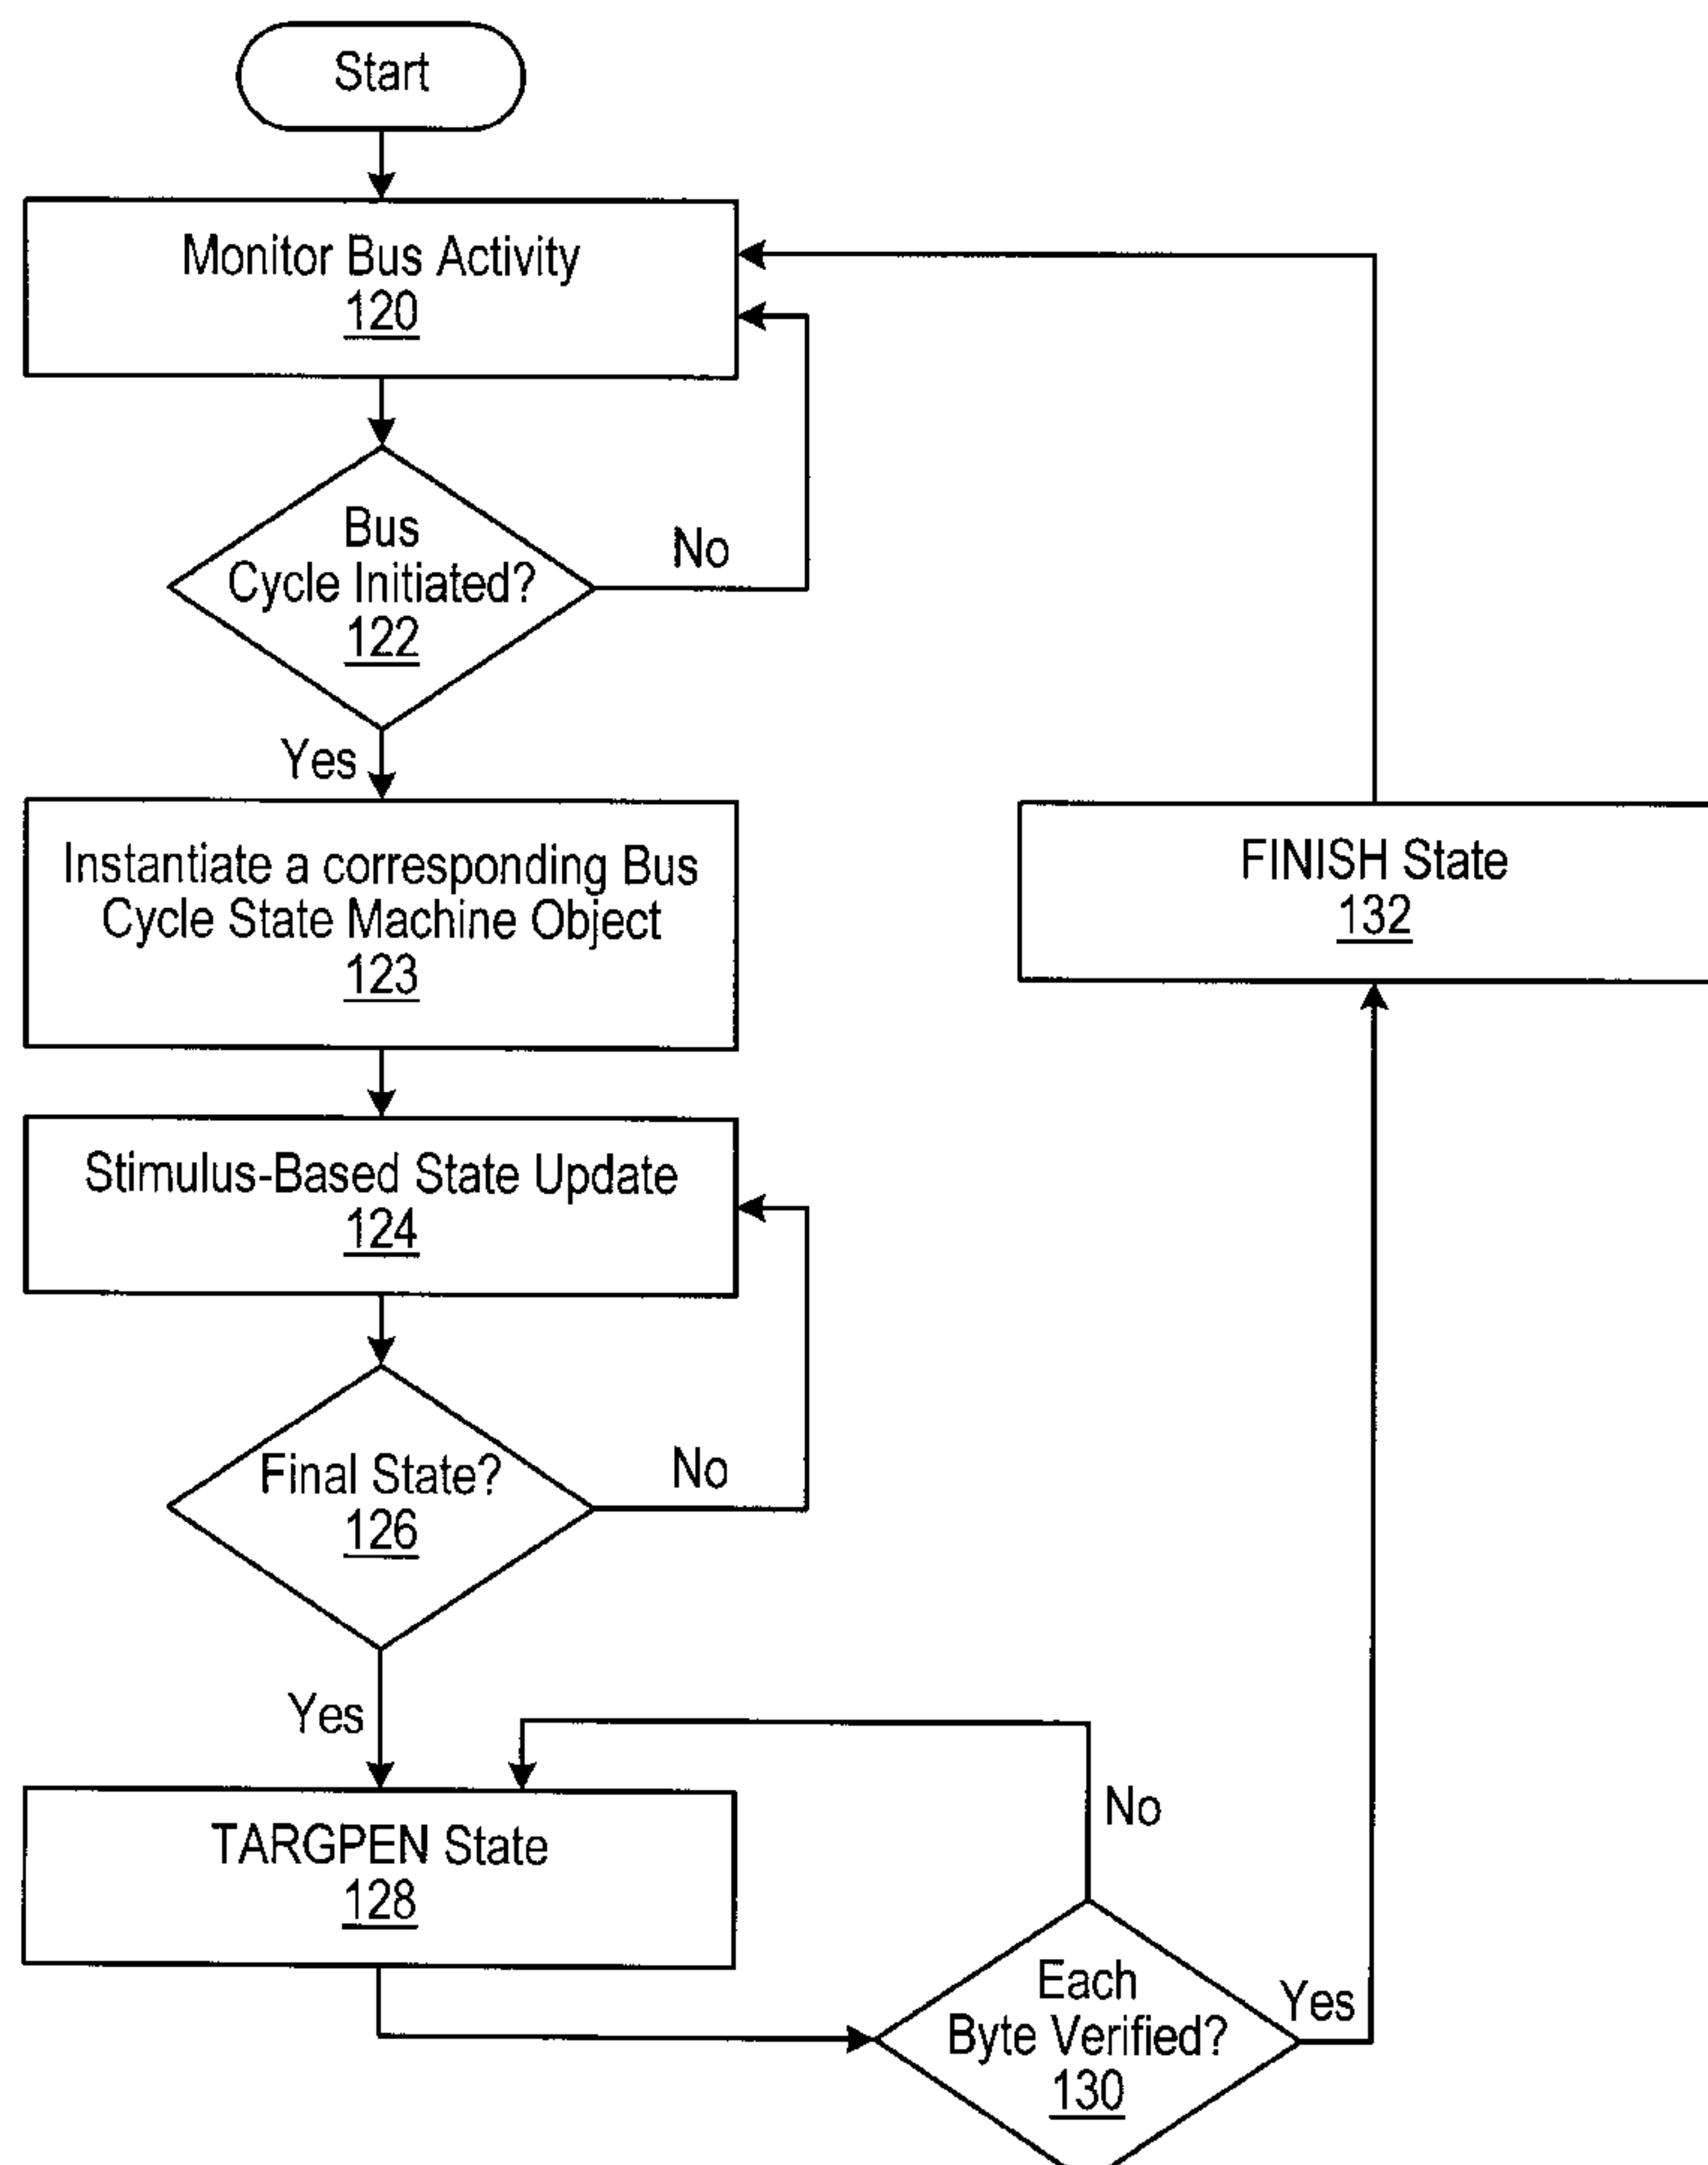 Start
Monitor Bus Activity
120
Bus
Cycle Initiated?
122
No
Yes
Instantiate a corresponding Bus
Cycle State Machine Object
123
FINISH State
132
Stimulus-Based State Update
124
Final State?
126
No
Yes
TARGPEN State
128
No
Each
Byte Verified?
130
Yes